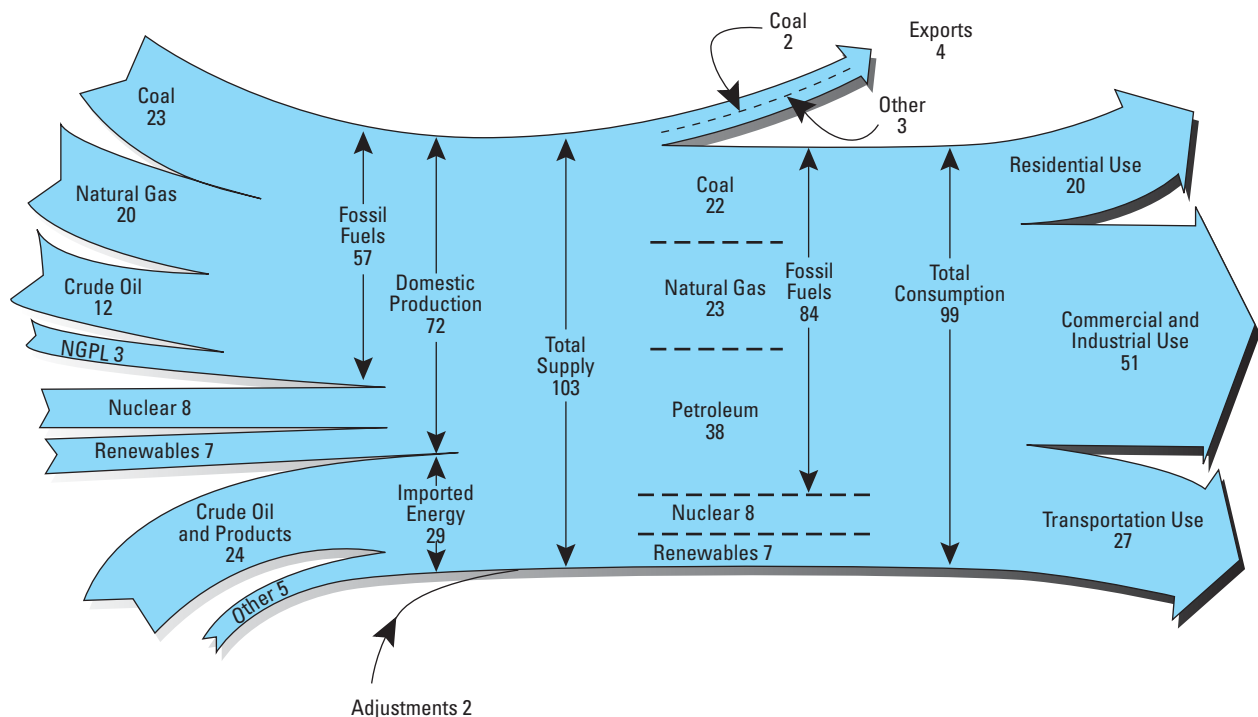 Coal
2
Exports
4
Other
3
Coal
23
Natural Gas
20
Crude Oil
12
NGPL 3
Nuclear 8
Renewables 7
Crude Oil
and Products
24
Other 5
Adjustments 2
Fossil
Fuels
57
Domestic
Production
72
Imported
Energy
29
Total
Supply
103
Coal
22
Natural Gas
23
Petroleum
38
Nuclear 8
Renewables 7
Fossil
Fuels
84
Total
Consumption
99
Residential Use
20
Commercial and
Industrial Use
51
Transportation Use
27